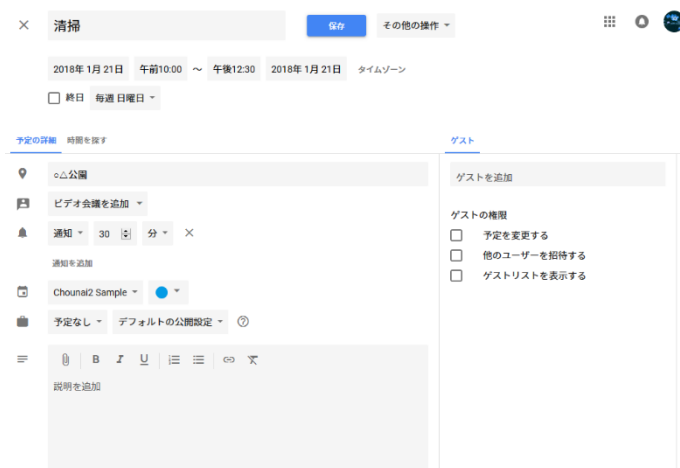 清掃
保存
その他の操作
2018年 1月 21日 午前10:00 ～ 午後12:30 2018年 1月 21日 タイムゾーン
終日 毎週 日曜日
予定の詳細 時間を探す
ゲスト
○△公園
ゲストを追加
ビデオ会議を追加
ゲストの権限
通知 30 分
予定を変更する
他のユーザーを招待する
通知を追加
ゲストリストを表示する
Chounai2 Sample
予定なし デフォルトの公開設定
B I U
説明を追加